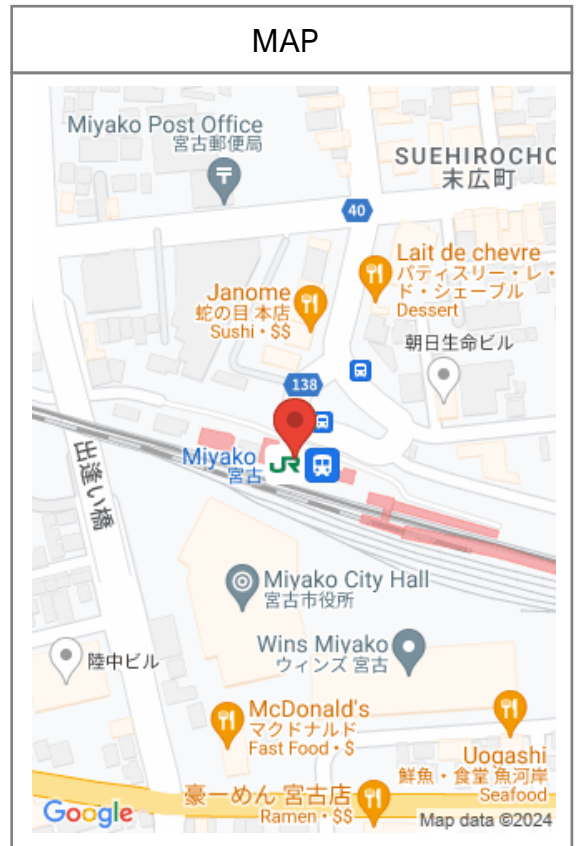 MAP
Miyako Post Office
宮古郵便局
SUEHIROCHO
末広町
40
Lait de chevre
パティスリー・レ・
ド・シェーブル
Dessert
Janome
蛇の目 本店
Sushi・$$
朝日生命ビル
138
Miyako
宮古
JR
出逢い橋
Miyako City Hall
宮古市役所
Wins Miyako
ウィンズ 宮古
陸中ビル
McDonald's
マクドナルド
Fast Food・$
Uogashi
鮮魚・食堂 魚河岸
Seafood
豪ーめん 宮古店
Ramen・$$
Google
Map data ©2024